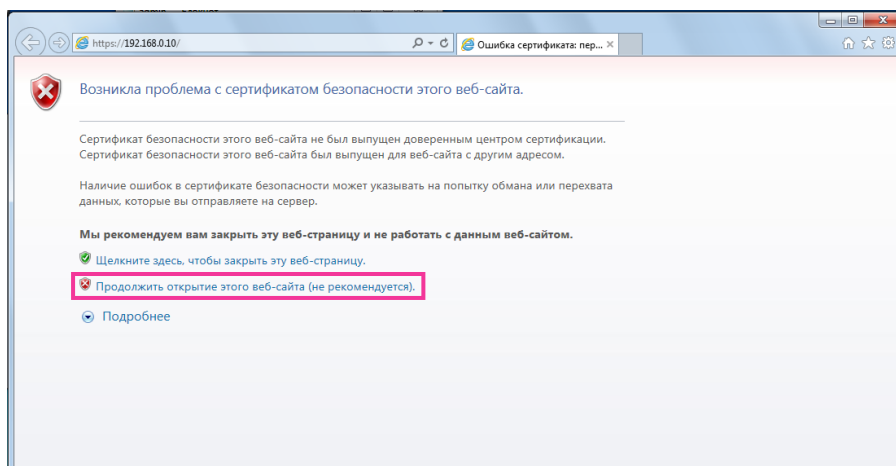 https://192.168.0.10/
Ошибка сертификата: пер...
Возникла проблема с сертификатом безопасности этого веб-сайта.
Сертификат безопасности этого веб-сайта не был выпущен доверенным центром сертификации.
Сертификат безопасности этого веб-сайта был выпущен для веб-сайта с другим адресом.
Наличие ошибок в сертификате безопасности может указывать на попытку обмана или перехвата
данных, которые вы отправляете на сервер.
Мы рекомендуем вам закрыть эту веб-страницу и не работать с данным веб-сайтом.
Щелкните здесь, чтобы закрыть эту веб-страницу.
Продолжить открытие этого веб-сайта (не рекомендуется).
Подробнее